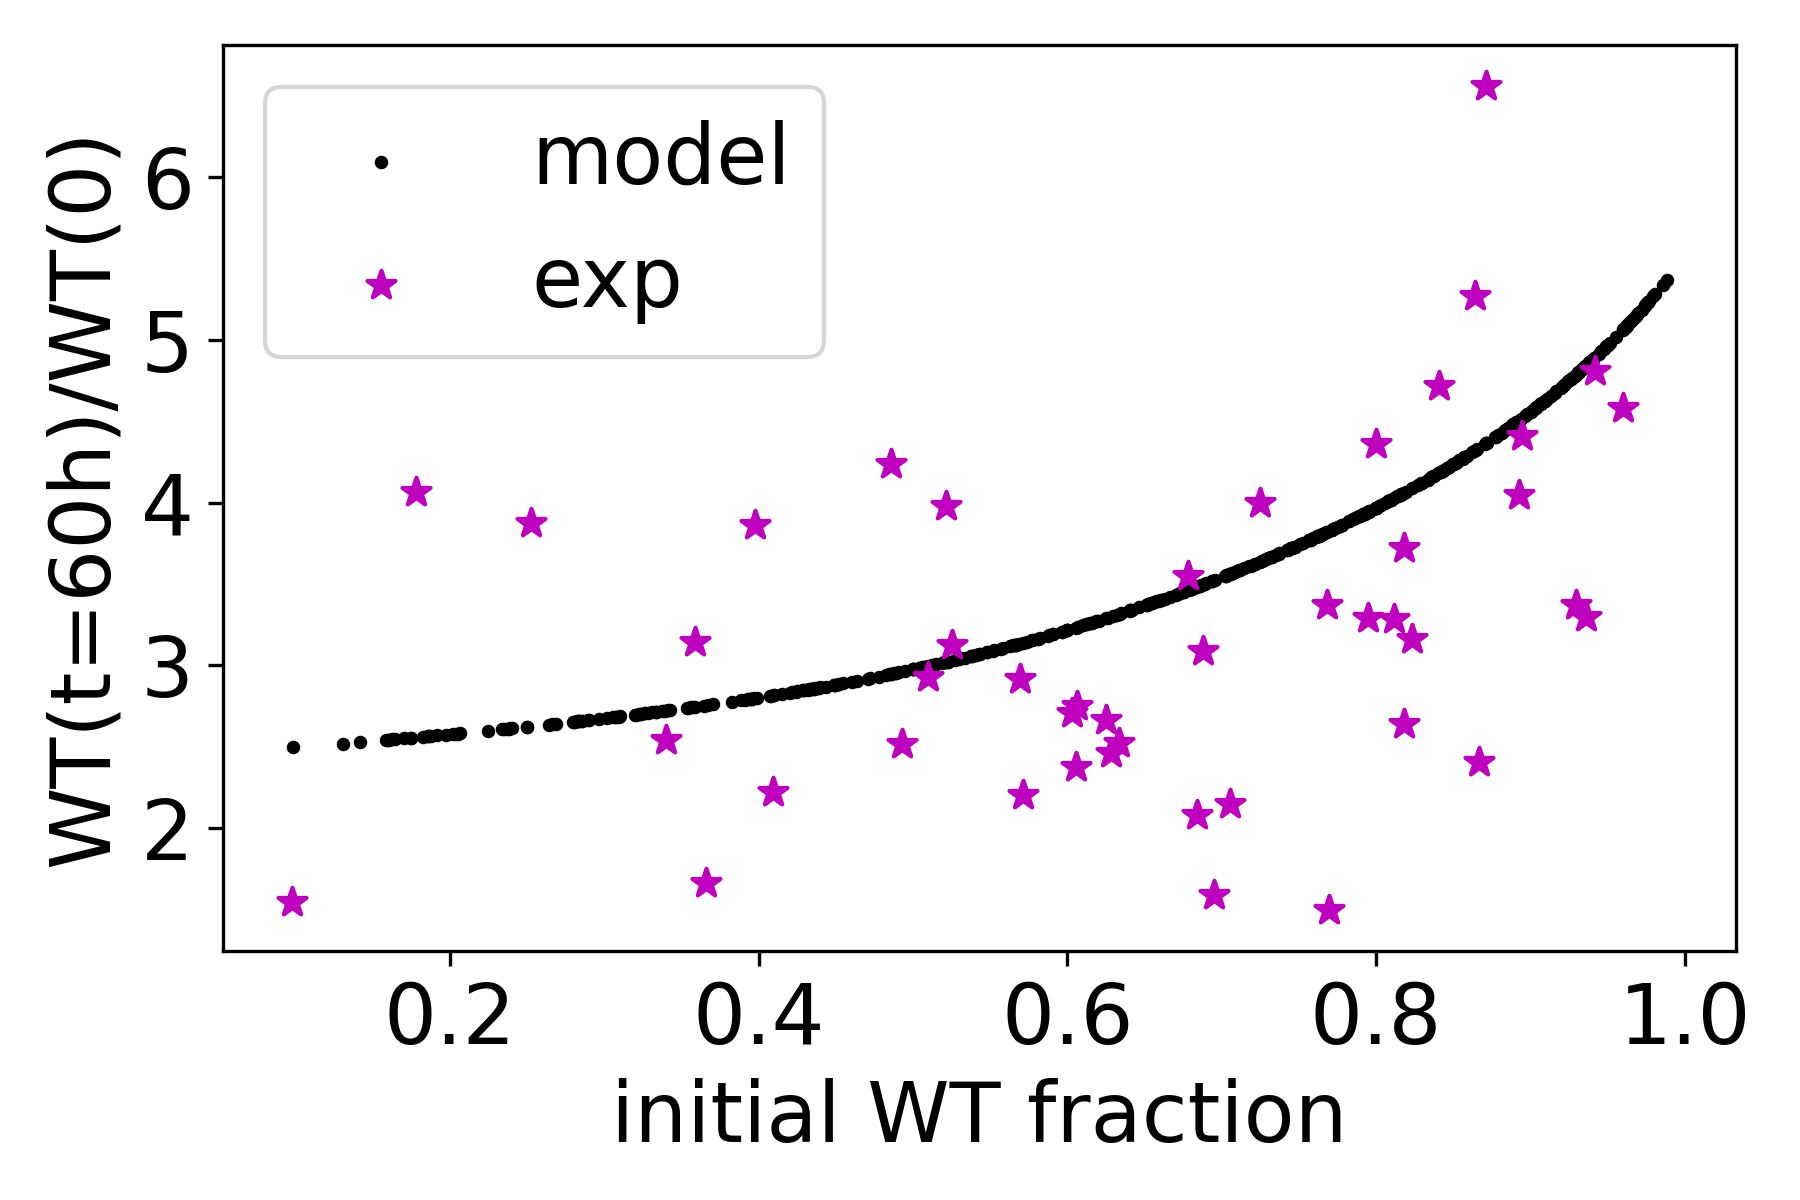 model
exp
WT(t=60h)/WT(0)
6
5
4
3
2
0.2 0.4 0.6 0.8 1.0
initial WT fraction